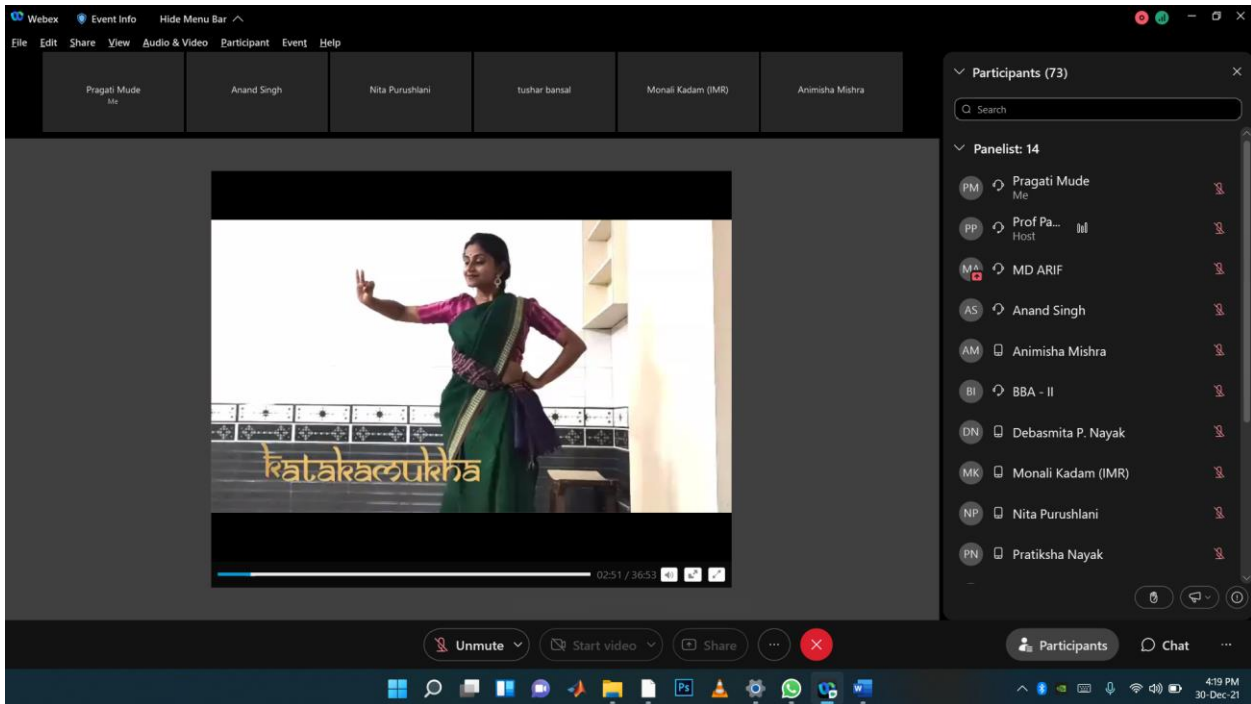 Webex Event Info Hide Menu Bar
File Edit Share View Audio & Video Participant Event Help
Pragati Mude
Me
Anand Singh
Nita Purushlani
tushar bansal
Monali Kadam (IMR)
Animisha Mishra
katakamukha
02:51 / 36:53
Participants (73)
Search
Panelist: 14
PM Pragati Mude
Me
PP Prof Pa...
Host
MA MD ARIF
AS Anand Singh
AM Animisha Mishra
BI BBA - II
DN Debasmita P. Nayak
MK Monali Kadam (IMR)
NP Nita Purushlani
PN Pratiksha Nayak
Unmute Start video Share
Participants Chat
Ps
4:19 PM
30-Dec-21